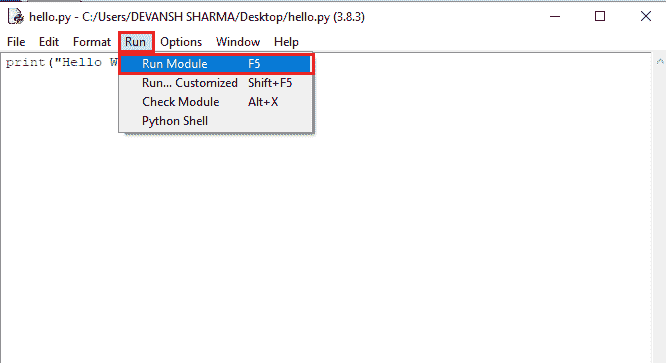 hello.py - C:/Users/DEVANSH SHARMA/Desktop/hello.py (3.8.3)
File Edit Format Run Options Window Help
print("Hello W
Run Module F5
Run... Customized Shift+F5
Check Module Alt+X
Python Shell